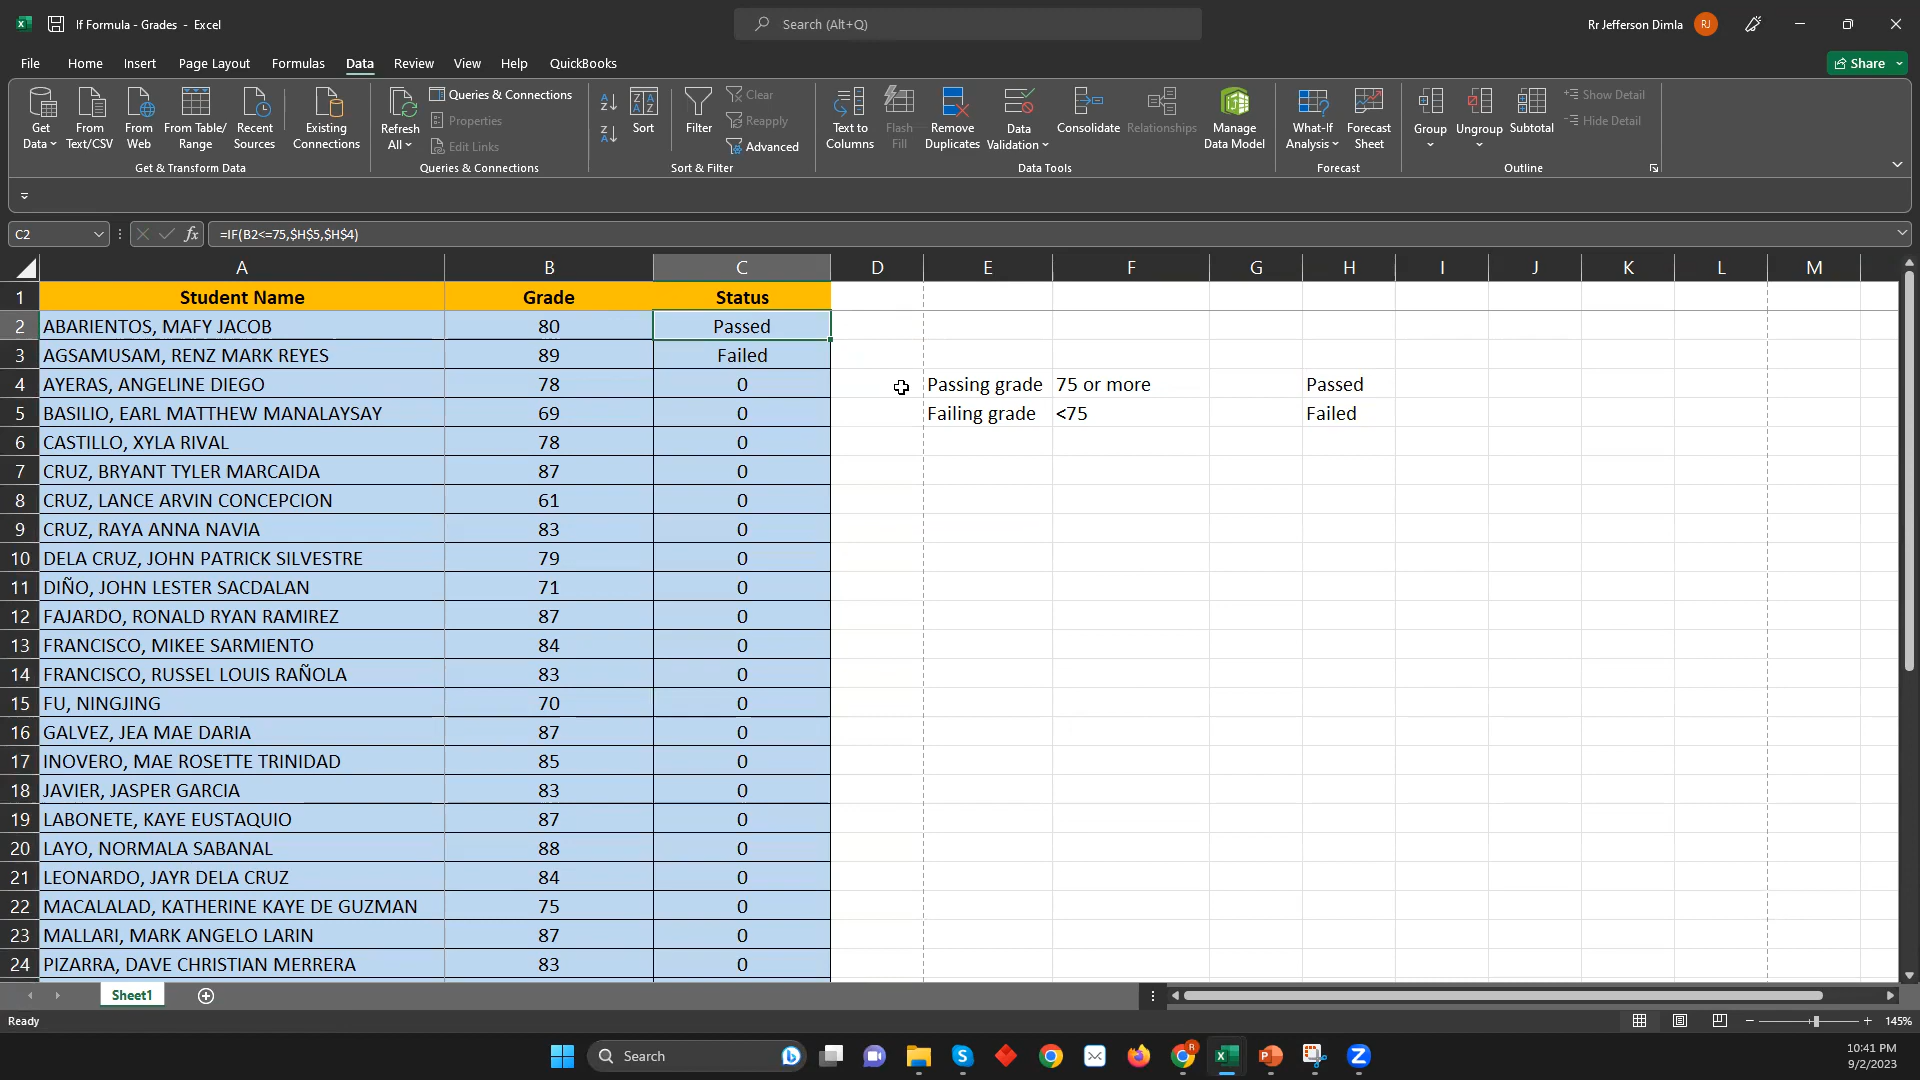 If Formula - Grades - Excel
Search (Alt+Q)
Rr Jefferson Dimla
RJ
File Home Insert Page Layout Formulas Data Review View Help QuickBooks
Share
Get Data
From Text/CSV
From Web
From Table/ Range
Recent Sources
Existing Connections
Get & Transform Data
Refresh All
Queries & Connections
Properties
Edit Links
Queries & Connections
Sort
Filter
Clear
Reapply
Advanced
Sort & Filter
Text to Columns
Flash Fill
Remove Duplicates
Data Validation
Consolidate
Relationships
Manage Data Model
Data Tools
What-If Analysis
Forecast Sheet
Forecast
Group
Ungroup
Subtotal
Show Detail
Hide Detail
Outline
C2 fx =IF(B2<=75,$H$5,$H$4)
A B C D E F G H I J K L M
1 Student Name Grade Status
2 ABARIENTOS, MAFY JACOB 80 Passed
3 AGSAMUSAM, RENZ MARK REYES 89 Failed
4 AYERAS, ANGELINE DIEGO 78 0 Passing grade 75 or more Passed
5 BASILIO, EARL MATTHEW MANALAYSAY 69 0 Failing grade <75 Failed
6 CASTILLO, XYLA RIVAL 78 0
7 CRUZ, BRYANT TYLER MARCAIDA 87 0
8 CRUZ, LANCE ARVIN CONCEPCION 61 0
9 CRUZ, RAYA ANNA NAVIA 83 0
10 DELA CRUZ, JOHN PATRICK SILVESTRE 79 0
11 DIÑO, JOHN LESTER SACDALAN 71 0
12 FAJARDO, RONALD RYAN RAMIREZ 87 0
13 FRANCISCO, MIKEE SARMIENTO 84 0
14 FRANCISCO, RUSSEL LOUIS RAÑOLA 83 0
15 FU, NINGJING 70 0
16 GALVEZ, JEA MAE DARIA 87 0
17 INOVERO, MAE ROSETTE TRINIDAD 85 0
18 JAVIER, JASPER GARCIA 83 0
19 LABONETE, KAYE EUSTAQUIO 87 0
20 LAYO, NORMALA SABANAL 88 0
21 LEONARDO, JAYR DELA CRUZ 84 0
22 MACALALAD, KATHERINE KAYE DE GUZMAN 75 0
23 MALLARI, MARK ANGELO LARIN 87 0
24 PIZARRA, DAVE CHRISTIAN MERRERA 83 0
Sheet1
Ready
145%
Search
10:41 PM
9/2/2023